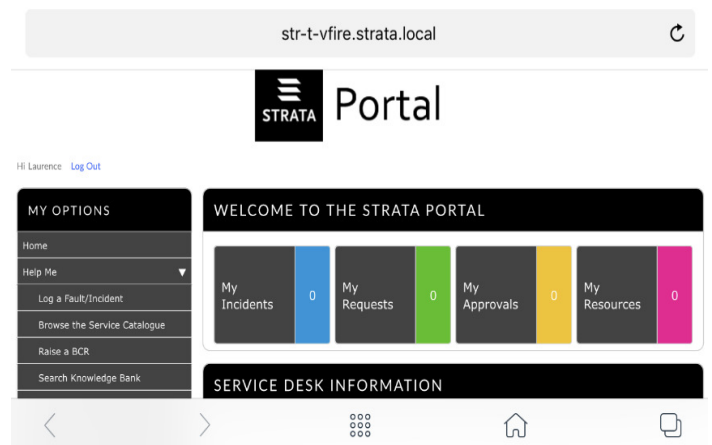 str-t-vfire.strata.local
STRATA
Portal
Hi Laurence Log Out
MY OPTIONS
Home
Help Me
Log a Fault/Incident
Browse the Service Catalogue
Raise a BCR
Search Knowledge Bank
WELCOME TO THE STRATA PORTAL
My
Incidents
0
My
Requests
0
My
Approvals
0
My
Resources
0
SERVICE DESK INFORMATION